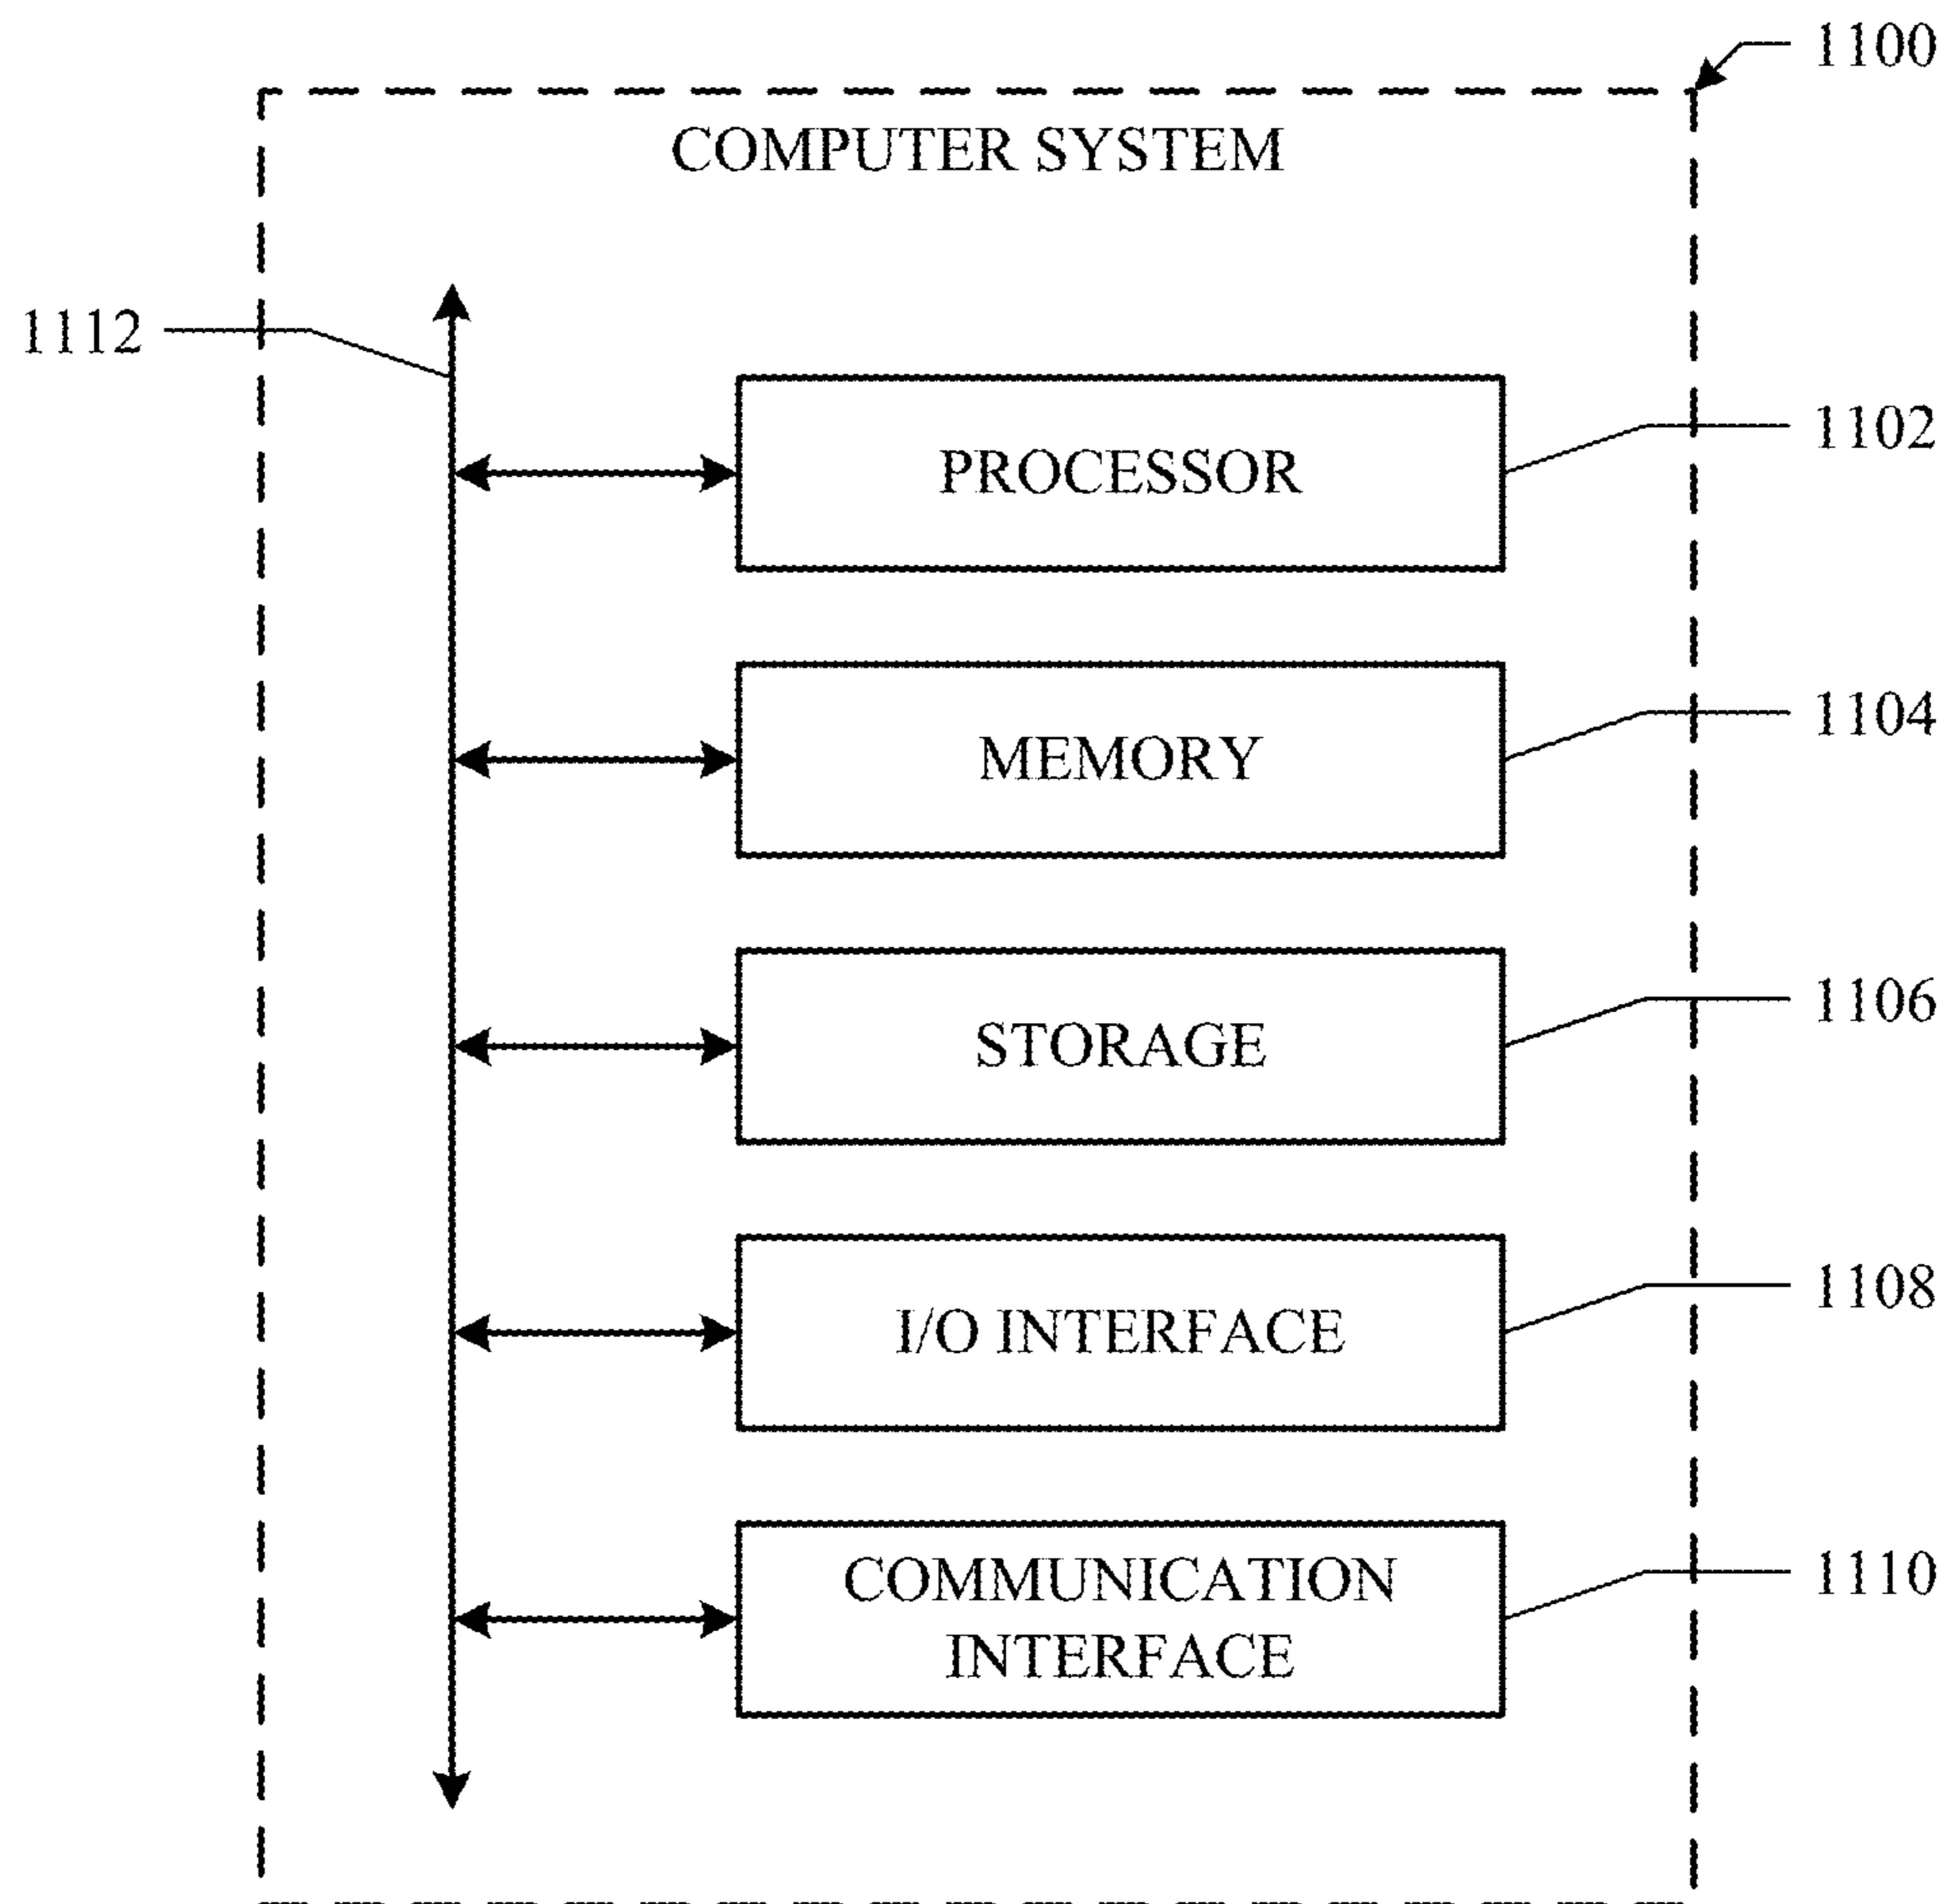 1100
COMPUTER SYSTEM
1112
PROCESSOR
1102
MEMORY
1104
STORAGE
1106
I/O INTERFACE
1108
COMMUNICATION
INTERFACE
1110